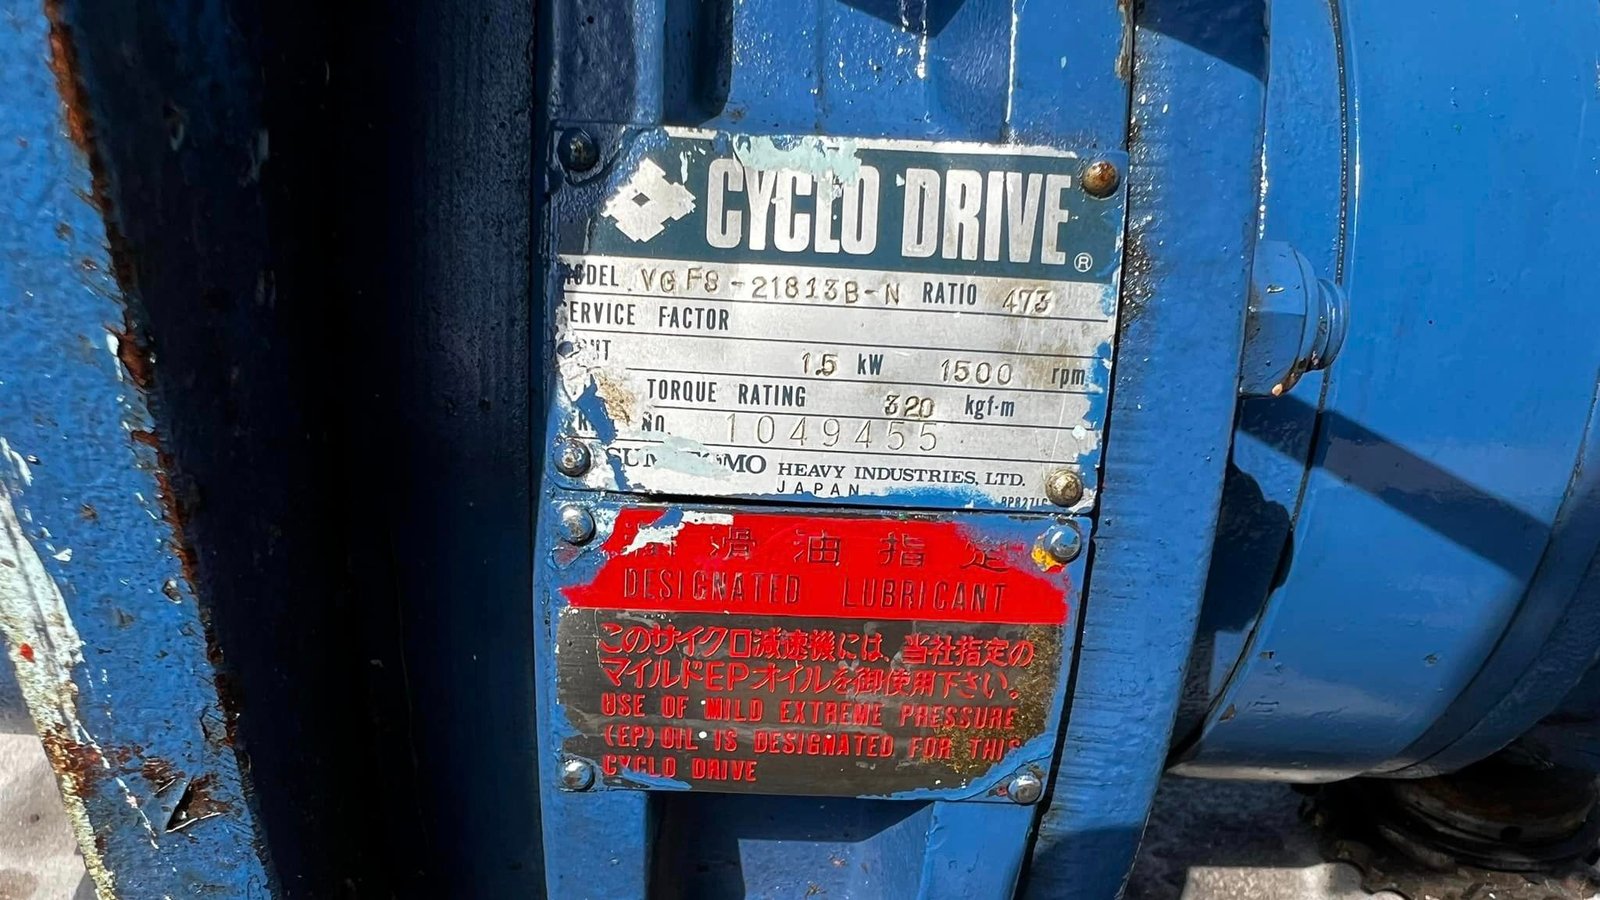 CYCLO DRIVE®
MODEL VGF8-21813B-N RATIO 473
SERVICE FACTOR
1.5 kW 1500 rpm
TORQUE RATING 320 kgf·m
NO. 1049455
SUMITOMO HEAVY INDUSTRIES, LTD.
JAPAN
滑油指定
DESIGNATED LUBRICANT
このサイクロ減速機には、当社指定の
マイルドEPオイルを御使用下さい。
USE OF MILD EXTREME PRESSURE
(EP) OIL IS DESIGNATED FOR THIS
CYCLO DRIVE